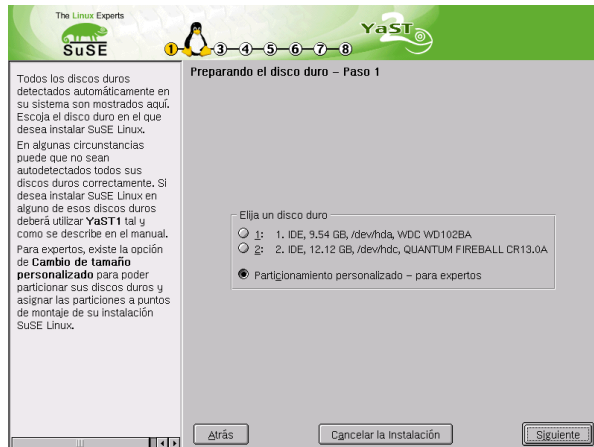 The Linux Experts
SuSE
1 3 4 5 6 7 8
YaST
2
Todos los discos duros
detectados automáticamente en
su sistema son mostrados aquí.
Escoja el disco duro en el que
desea instalar SuSE Linux.
En algunas circunstancias
puede que no sean
autodetectados todos sus
discos duros correctamente. Si
desea instalar SuSE Linux en
alguno de esos discos duros
deberá utilizar YaST1 tal y
como se describe en el manual.
Para expertos, existe la opción
de Cambio de tamaño
personalizado para poder
particionar sus discos duros y
asignar las particiones a puntos
de montaje de su instalación
SuSE Linux.
Preparando el disco duro – Paso 1
Elija un disco duro
1: 1. IDE, 9.54 GB, /dev/hda, WDC WD102BA
2: 2. IDE, 12.12 GB, /dev/hdc, QUANTUM FIREBALL CR13.0A
Particionamiento personalizado – para expertos
Atrás
Cancelar la Instalación
Siguiente